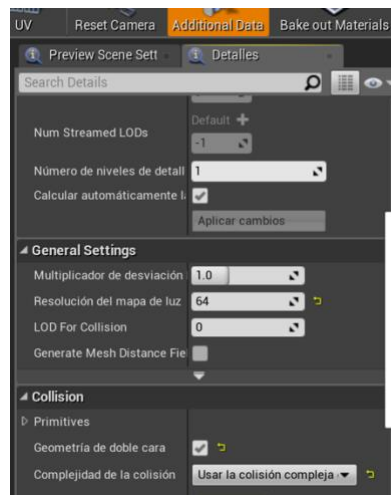 UV Reset Camera Additional Data Bake out Materials
Preview Scene Sett Detalles
Search Details
Default
Num Streamed LODs
-1
Número de niveles de detall 1
Calcular automáticamente l
Aplicar cambios
General Settings
Multiplicador de desviación 1.0
Resolución del mapa de luz 64
LOD For Collision 0
Generate Mesh Distance Fie
Collision
Primitives
Geometría de doble cara
Complejidad de la colisión Usar la colisión compleja